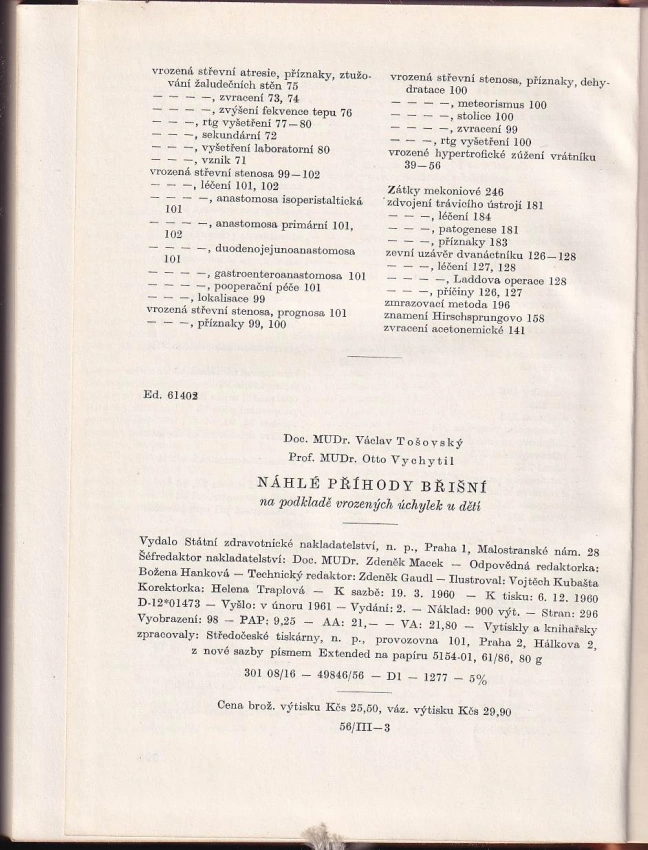 vrozená střevní atresie, příznaky, ztužo-
vání žaludečních stěn 75
— — — —, zvracení 73, 74
— — — —, zvýšení fekvence tepu 76
— — —, rtg vyšetření 77—80
— — —, sekundární 72
— — —, vyšetření laboratorní 80
— — —, vznik 71
vrozená střevní stenosa 99—102
— — —, léčení 101, 102
— — — —, anastomosa isoperistaltická
101
— — — —, anastomosa primární 101,
102
— — — —, duodenojejunoanastomosa
101
— — — —, gastroenteroanastomosa 101
— — — —, pooperační péče 101
— — —, lokalisace 99
vrozená střevní stenosa, prognosa 101
— — —, příznaky 99, 100
vrozená střevní stenosa, příznaky, dehy-
dratace 100
— — — —, meteorismus 100
— — — —, stolice 100
— — — —, zvracení 99
— — —, rtg vyšetření 100
vrozené hypertrofické zúžení vrátníku
39—56
Zátky mekoniové 246
zdvojení trávicího ústrojí 181
— — —, léčení 184
— — —, patogenese 181
— — —, příznaky 183
zevní uzávěr dvanáctníku 126—128
— — —, léčení 127, 128
— — — —, Laddova operace 128
— — —, příčiny 126, 127
zmrazovací metoda 196
znamení Hirschsprungovo 158
zvracení acetonemické 141
Ed. 61402
Doc. MUDr. Václav Tošovský
Prof. MUDr. Otto Vychytil
NÁHLÉ PŘÍHODY BŘIŠNÍ
na podkladě vrozených úchylek u dětí
Vydalo Státní zdravotnické nakladatelství, n. p., Praha 1, Malostranské nám. 28
Šéfredaktor nakladatelství: Doc. MUDr. Zdeněk Macek — Odpovědná redaktorka:
Božena Hanková — Technický redaktor: Zdeněk Gaudl — Ilustroval: Vojtěch Kubašta
Korektorka: Helena Traplová — K sazbě: 19. 3. 1960 — K tisku: 6. 12. 1960
D-12*01473 — Vyšlo: v únoru 1961 — Vydání: 2. — Náklad: 900 výt. — Stran: 296
Vyobrazení: 98 — PAP: 9,25 — AA: 21,— — VA: 21,80 — Vytiskly a knihařsky
zpracovaly: Středočeské tiskárny, n. p., provozovna 101, Praha 2, Hálkova 2,
z nové sazby písmem Extended na papíru 5154-01, 61/86, 80 g
301 08/16 — 49846/56 — D1 — 1277 — 5%
Cena brož. výtisku Kčs 25,50, váz. výtisku Kčs 29,90
56/III—3